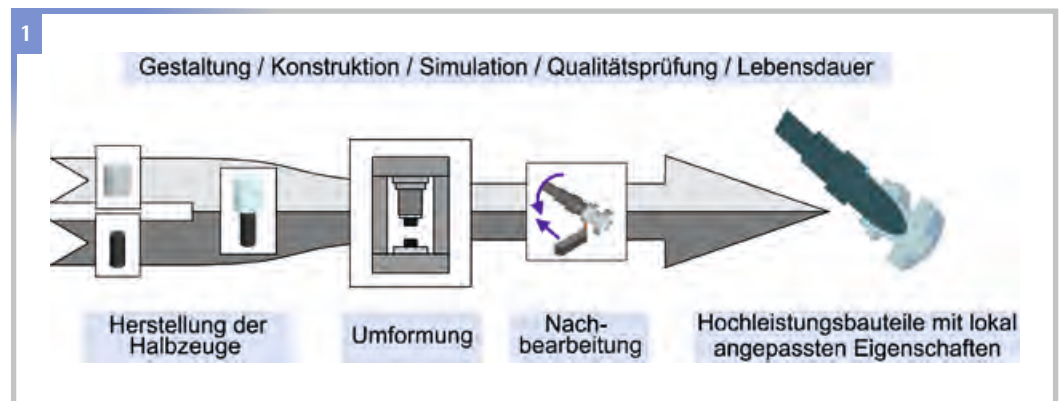 1
Gestaltung / Konstruktion / Simulation / Qualitätsprüfung / Lebensdauer
Herstellung der
Halbzeuge
Umformung
Nach-
bearbeitung
Hochleistungsbauteile mit lokal
angepassten Eigenschaften